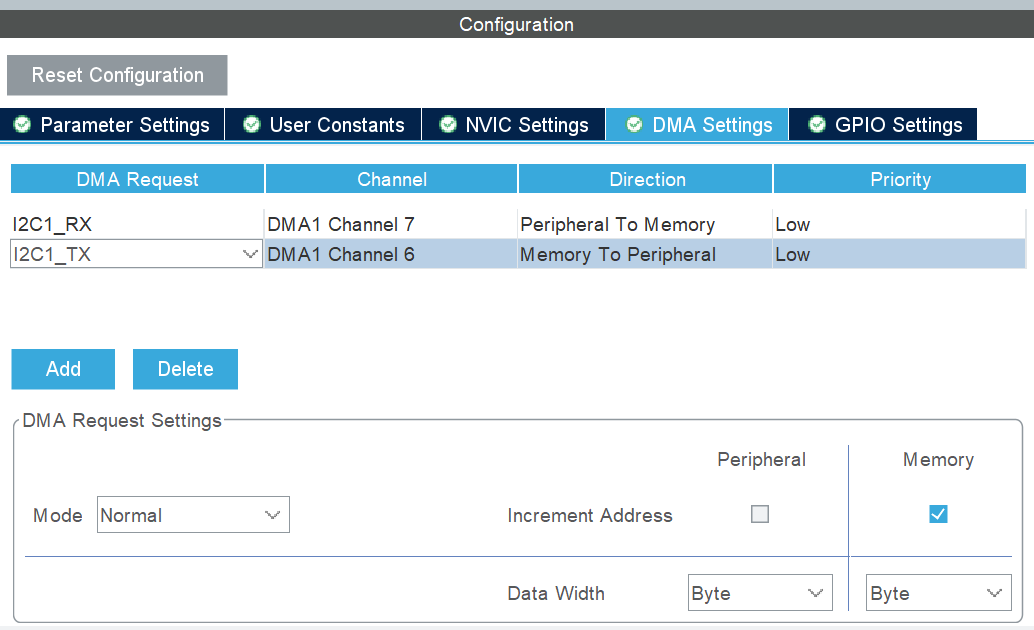 Configuration
Reset Configuration
Parameter Settings User Constants NVIC Settings DMA Settings GPIO Settings
DMA Request Channel Direction Priority
I2C1_RX DMA1 Channel 7 Peripheral To Memory Low
I2C1_TX DMA1 Channel 6 Memory To Peripheral Low
Add Delete
DMA Request Settings
Peripheral Memory
Mode Normal Increment Address
Data Width Byte Byte